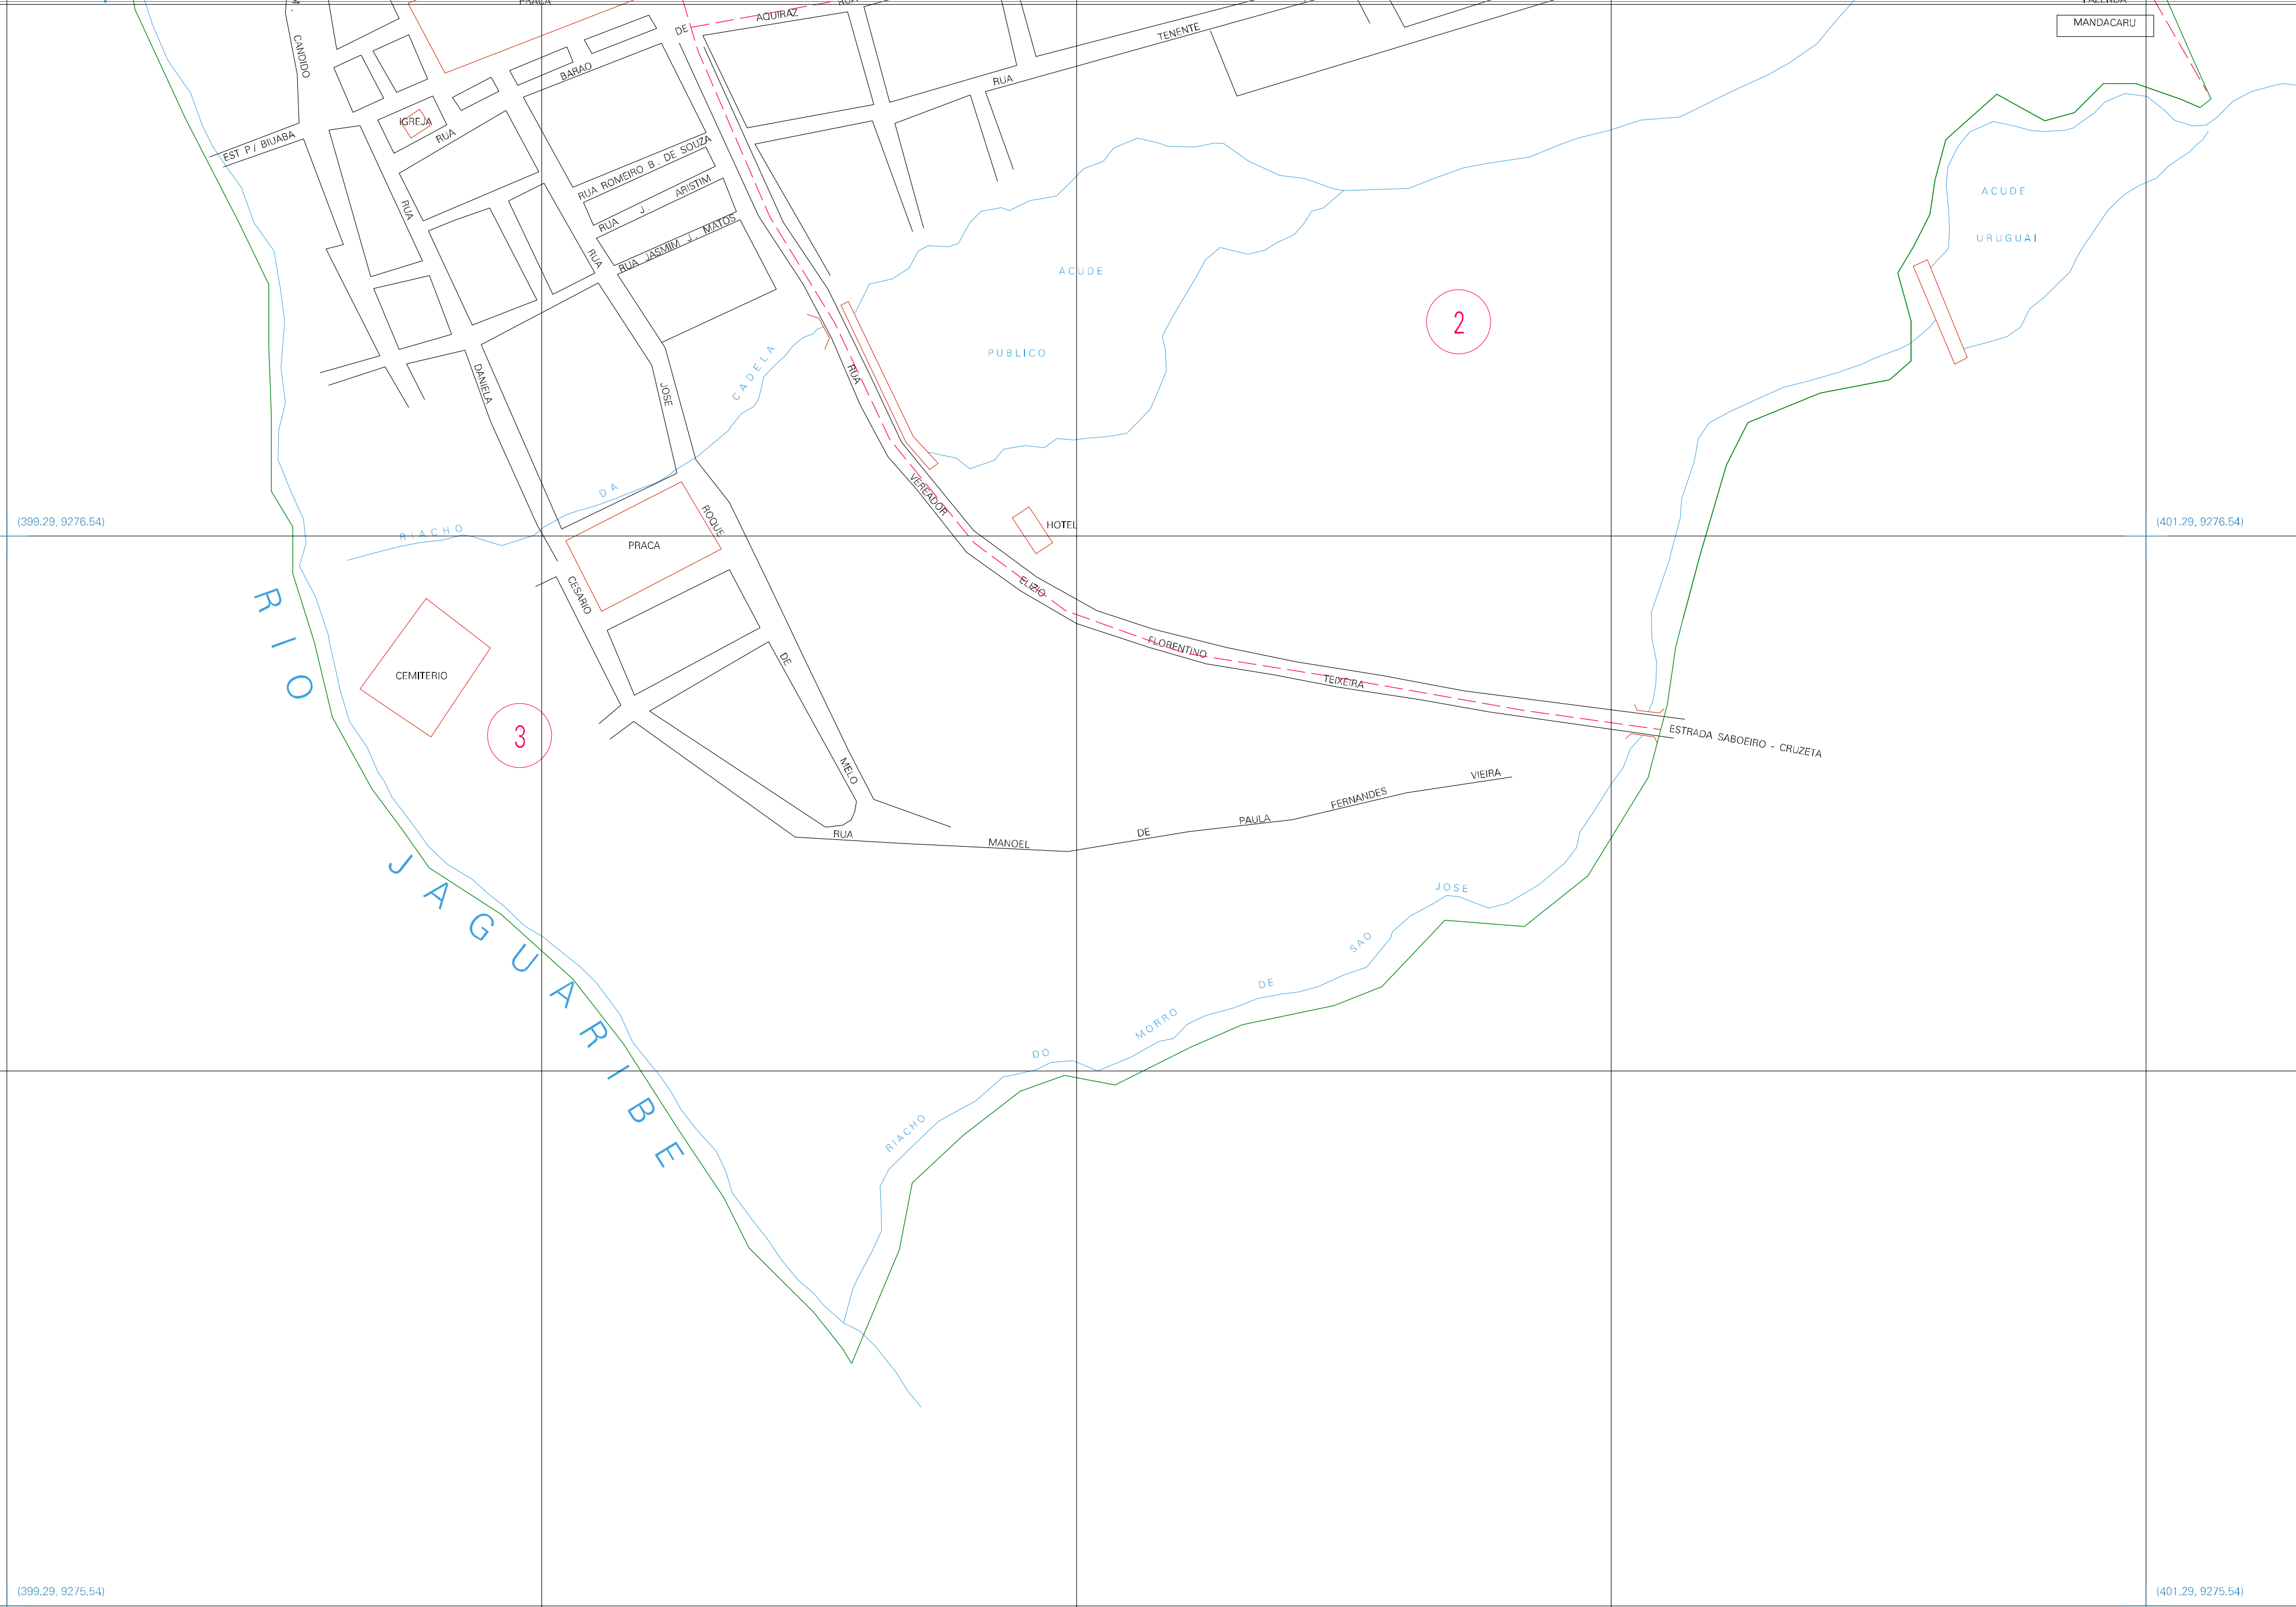 PRACA
RUA
AQUIRAZ
DE
FAZENDA
MANDACARU
M.
CANDIDO
BARAO
TENENTE
RUA
IGREJA
RUA
EST P/ BIUABA
RUA ROMEIRO B. DE SOUZA
RUA J ARISTIM
RUA JASMIM J. MATOS
RUA
RUA
ACUDE
URUGUAI
ACUDE
PUBLICO
2
CADELA
DA
RIACHO
RUA
VEREADOR
ELIZIO
FLORENTINO
TEIXEIRA
ESTRADA SABOEIRO - CRUZETA
DANIELA
CESARIO
JOSE
ROQUE
DE
MELO
(399.29, 9276.54)
(401.29, 9276.54)
HOTEL
PRACA
CEMITERIO
3
RIO
JAGUARIBE
RUA
MANOEL
DE
PAULA
FERNANDES
VIEIRA
RIACHO
DO
MORRO
DE
SAO
JOSE
(399.29, 9275.54)
(401.29, 9275.54)